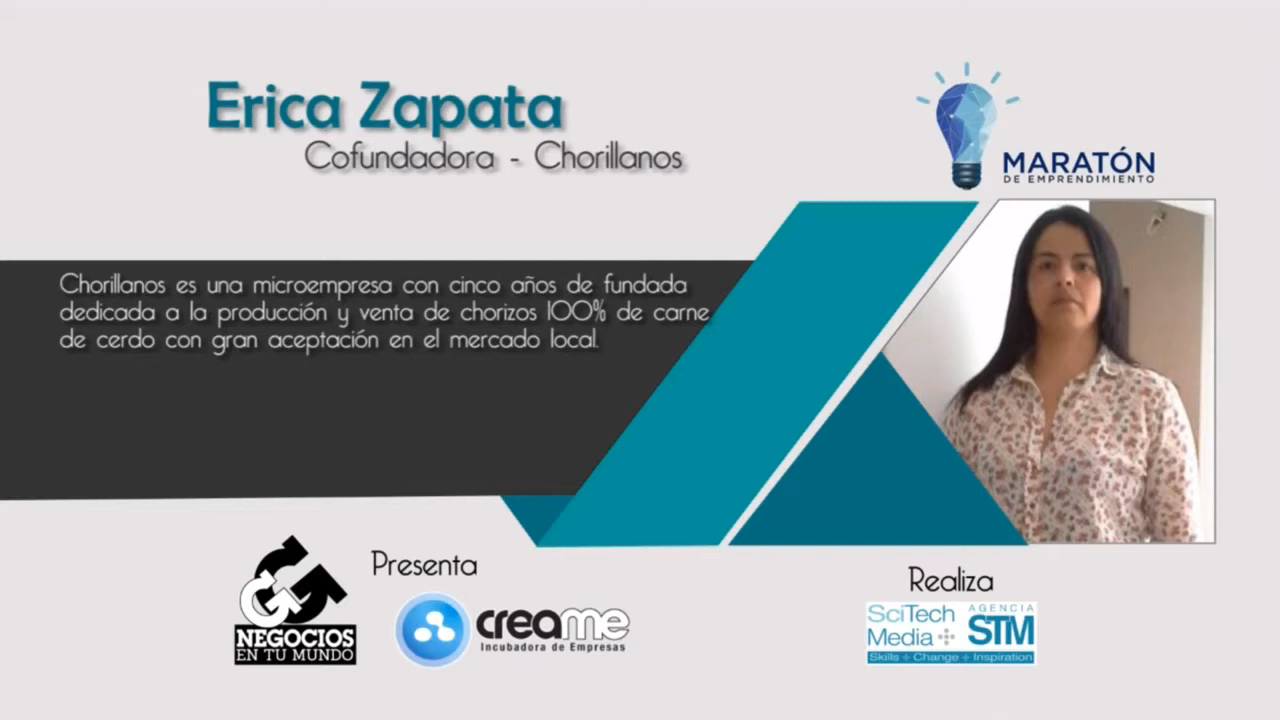 Erica Zapata
Cofundadora - Chorillanos
MARATÓN
DE EMPRENDIMIENTO
Chorillanos es una microempresa con cinco años de fundada
dedicada a la producción y venta de chorizos 100% de carne
de cerdo con gran aceptación en el mercado local.
Presenta
NEGOCIOS
EN TU MUNDO
creame
Incubadora de Empresas
Realiza
SciTech
Media
AGENCIA
STM
Skills + Change + Inspiration